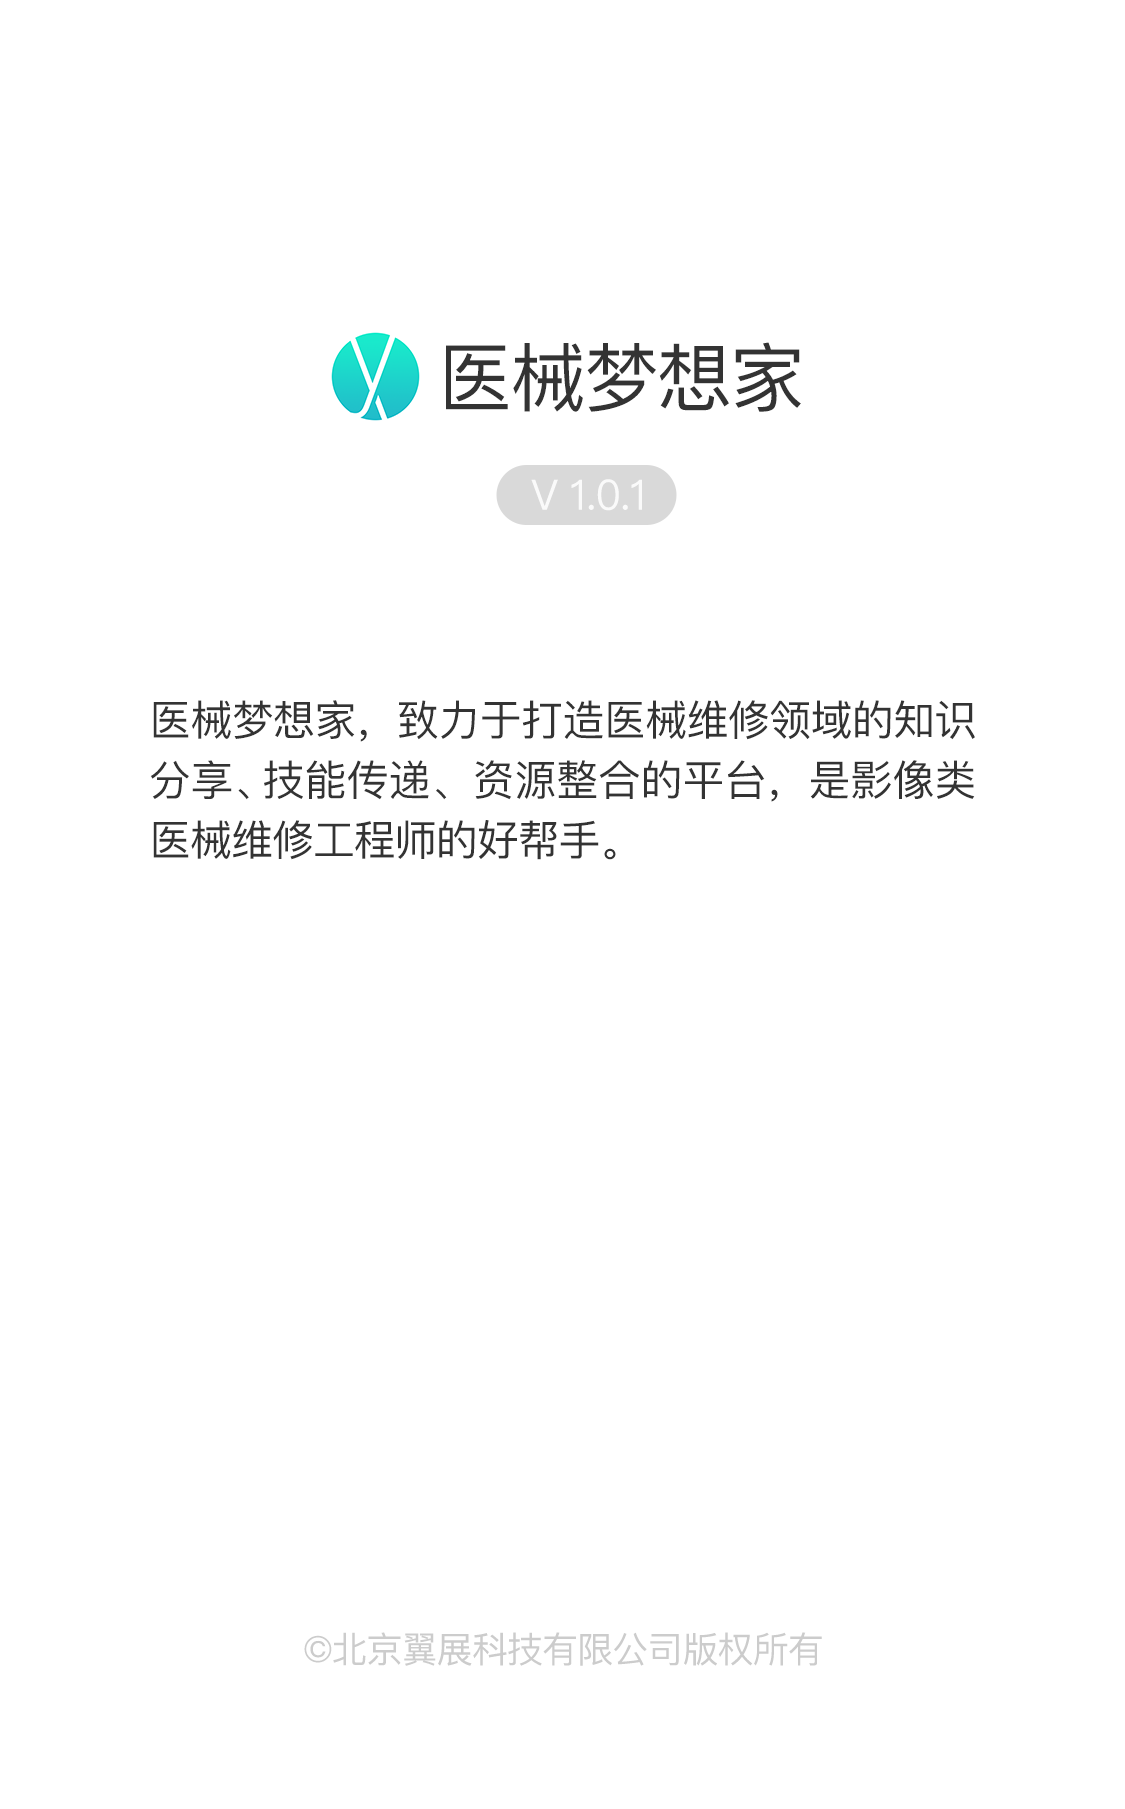 医械梦想家
V 1.0.1
医械梦想家，致力于打造医械维修领域的知识
分享、技能传递、资源整合的平台，是影像类
医械维修工程师的好帮手。
©北京翼展科技有限公司版权所有